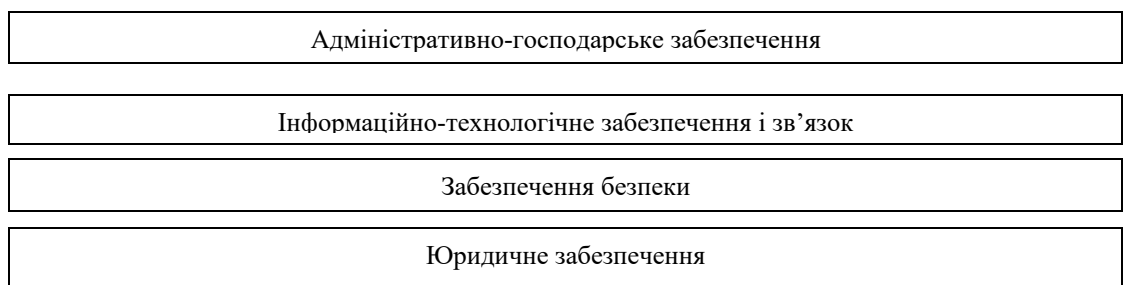 Адміністративно-господарське забезпечення
Інформаційно-технологічне забезпечення і зв’язок
Забезпечення безпеки
Юридичне забезпечення